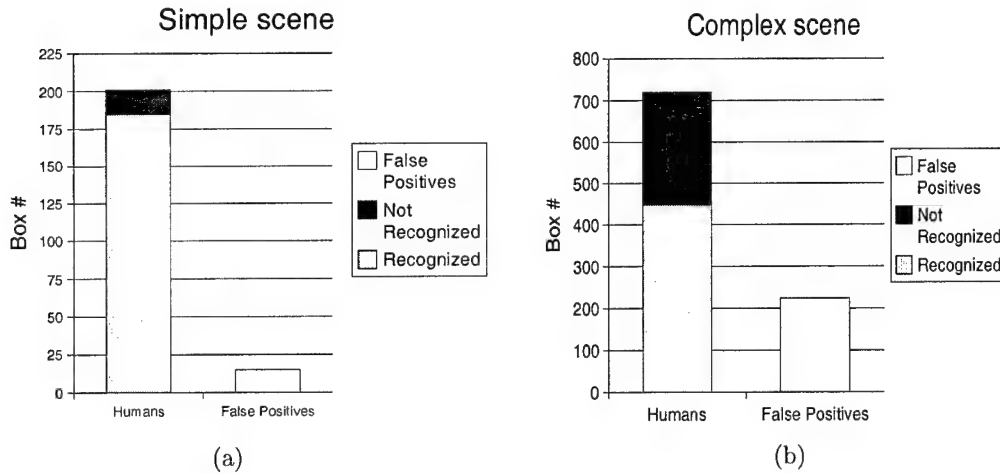 Simple scene
225
200
175
150
125
100
75
50
25
0
Box #
Humans
False Positives
False
Positives
Not
Recognized
Recognized
(a)
Complex scene
800
700
600
500
400
300
200
100
0
Box #
Humans
False Positives
False
Positives
Not
Recognized
Recognized
(b)